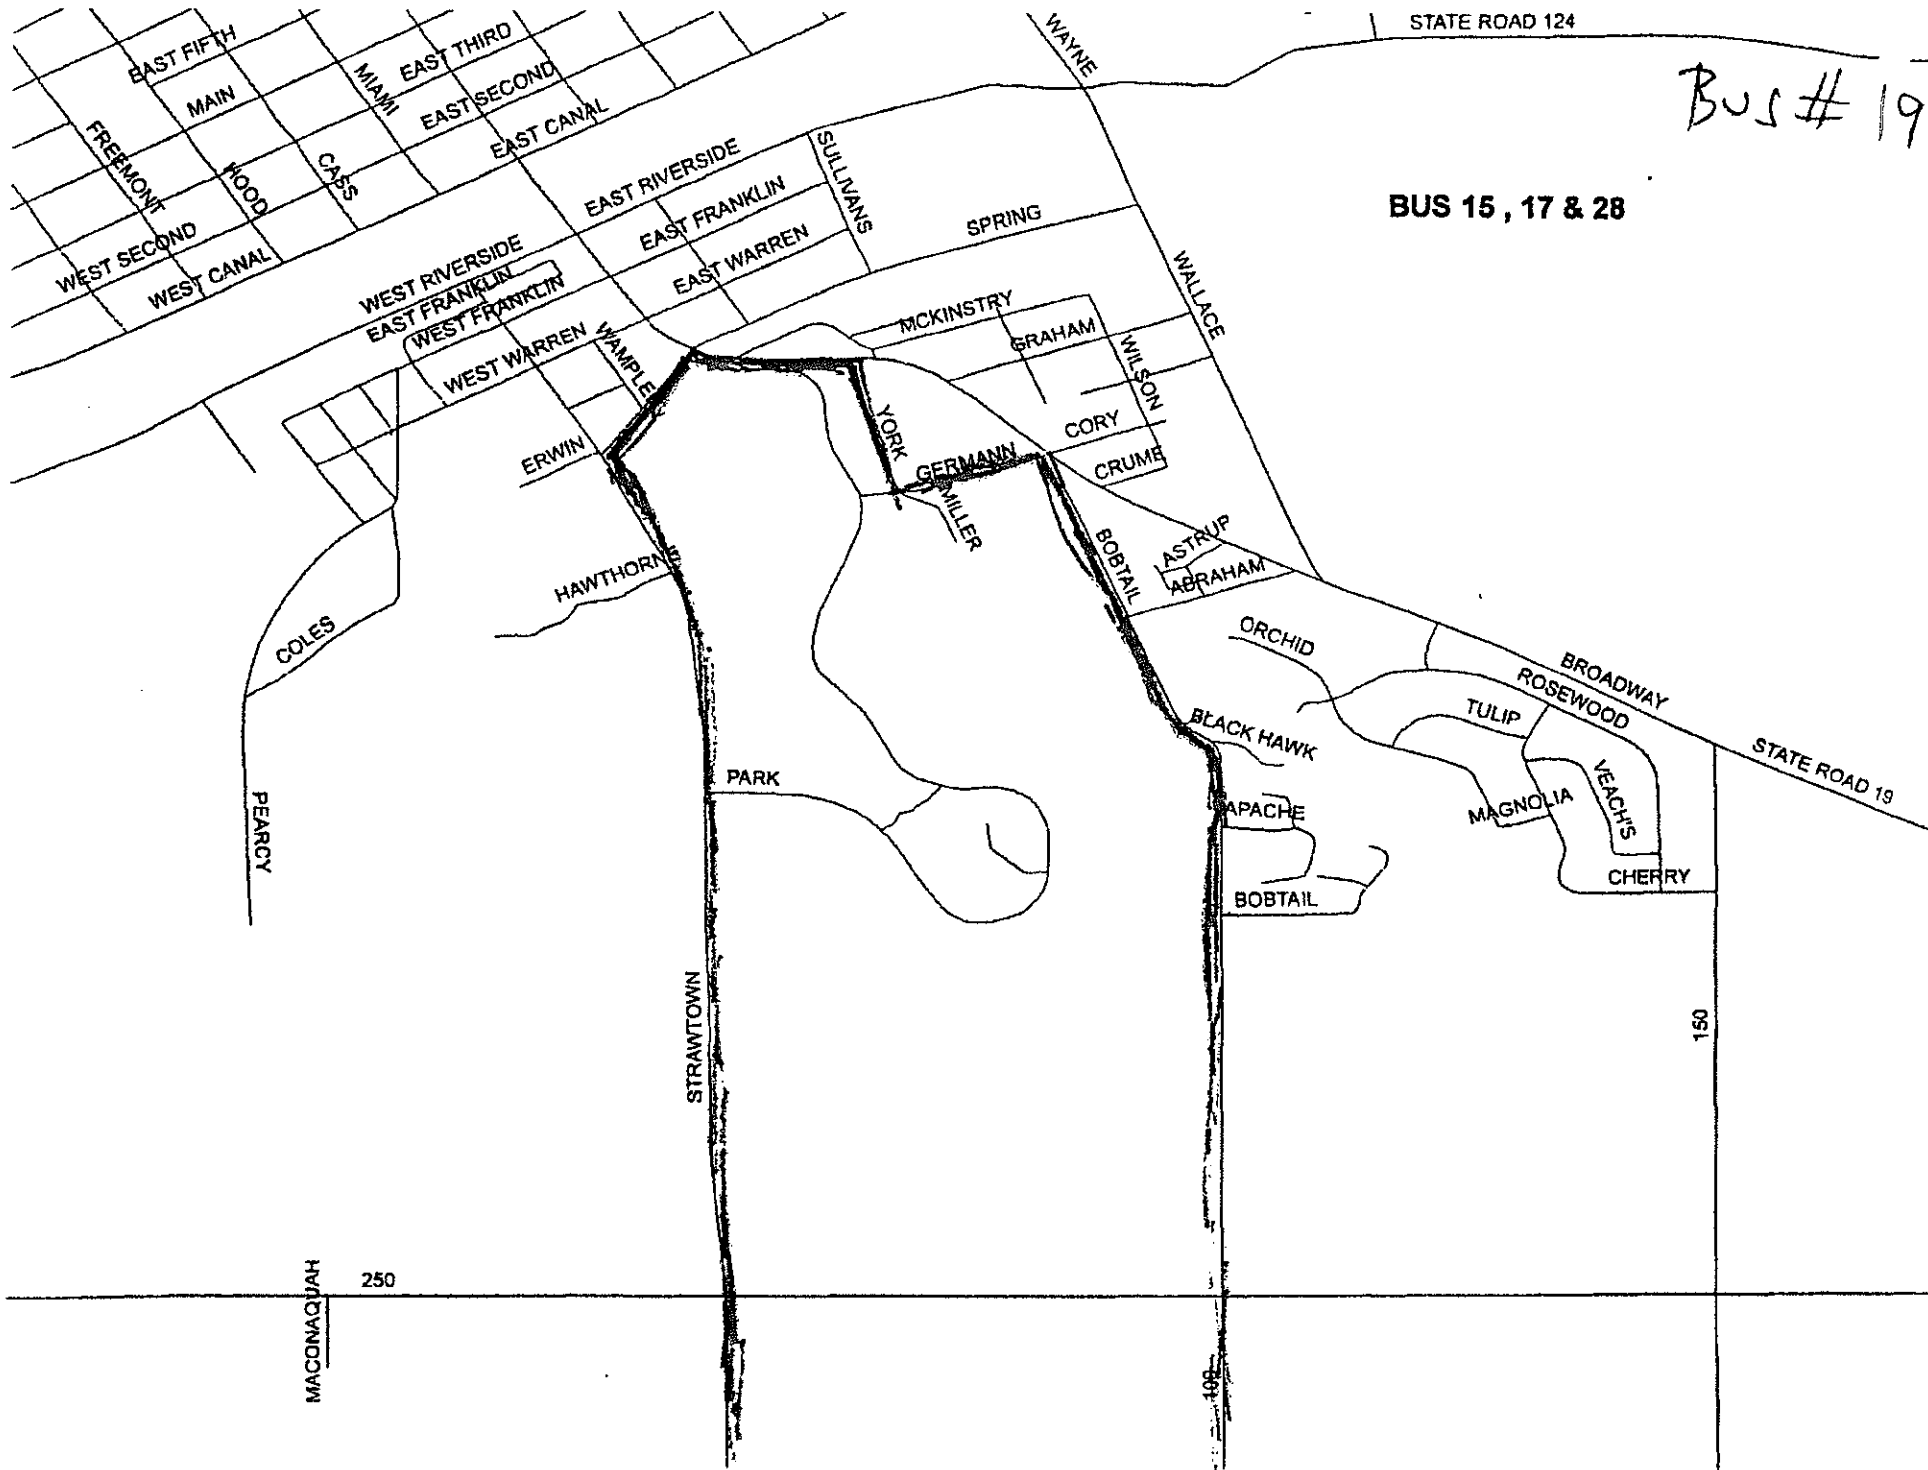 STATE ROAD 124
WAYNE
Bus # 19
EAST FIFTH
EAST THIRD
MIAMI
MAIN
EAST SECOND
EAST CANAL
FREEMONT
HOOD
CASS
SULLIVANS
EAST RIVERSIDE
EAST FRANKLIN
BUS 15 , 17 & 28
SPRING
WEST SECOND
WEST CANAL
WEST RIVERSIDE
EAST WARREN
WALLACE
EAST FRANKLIN
WEST FRANKLIN
MCKINSTRY
GRAHAM
WAMPLE
WEST WARREN
WILSON
YORK
CORY
ERWIN
GERMANN
CRUME
MILLER
BOBTAIL
ASTRUP
ABRAHAM
HAWTHORN
COLES
ORCHID
BROADWAY
ROSEWOOD
TULIP
BLACK HAWK
STATE ROAD 19
PARK
PEARCY
APACHE
MAGNOLIA
VEACH'S
CHERRY
BOBTAIL
STRAWTOWN
150
MACONAQUAH
250
100